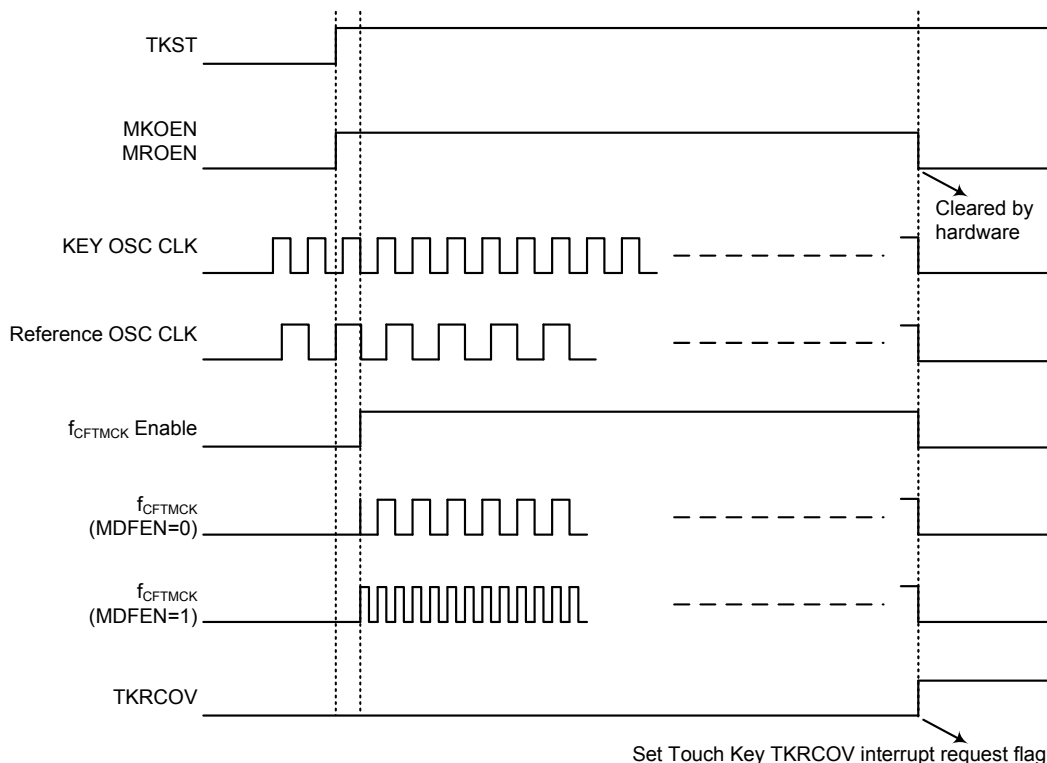 TKST
MKOEN
MROEN
Cleared by
hardware
KEY OSC CLK
Reference OSC CLK
fCFTMCK Enable
fCFTMCK
(MDFEN=0)
fCFTMCK
(MDFEN=1)
TKRCOV
Set Touch Key TKRCOV interrupt request flag